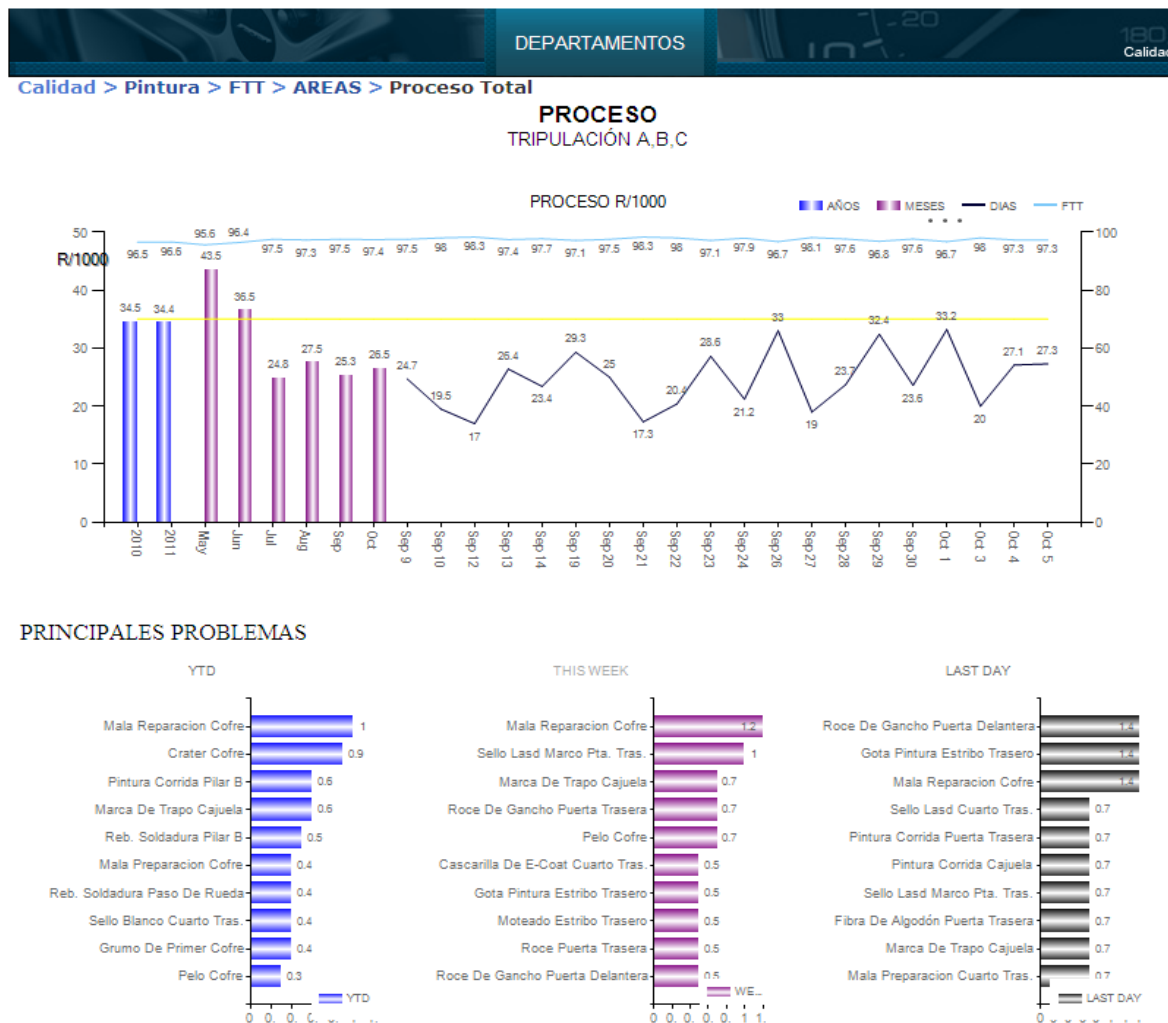 DEPARTAMENTOS
Calidad
Calidad > Pintura > FTT > AREAS > Proceso Total
PROCESO
TRIPULACIÓN A,B,C
PROCESO R/1000
AÑOS MESES DIAS FTT
R/1000
50 40 30 20 10 0
100 80 60 40 20 0
96.5 96.6 95.6 96.4 97.5 97.3 97.5 97.4 97.5 98 98.3 97.4 97.7 97.1 97.5 98.3 98 97.1 97.9 96.7 98.1 97.6 96.8 97.6 96.7 98 97.3 97.3
34.5 34.4 43.5 36.5 24.8 27.5 25.3 26.5 24.7 19.5 17 26.4 23.4 29.3 25 17.3 20.4 28.6 21.2 33 19 23.7 32.4 23.6 33.2 20 27.1 27.3
2010 2011 May Jun Jul Aug Sep Oct Sep 9 Sep 10 Sep 12 Sep 13 Sep 14 Sep 19 Sep 20 Sep 21 Sep 22 Sep 23 Sep 24 Sep 26 Sep 27 Sep 28 Sep 29 Sep 30 Oct 1 Oct 3 Oct 4 Oct 5
PRINCIPALES PROBLEMAS
YTD
Mala Reparacion Cofre 1
Crater Cofre 0.9
Pintura Corrida Pilar B 0.6
Marca De Trapo Cajuela 0.6
Reb. Soldadura Pilar B 0.5
Mala Preparacion Cofre 0.4
Reb. Soldadura Paso De Rueda 0.4
Sello Blanco Cuarto Tras. 0.4
Grumo De Primer Cofre 0.4
Pelo Cofre 0.3
YTD
THIS WEEK
Mala Reparacion Cofre 1.2
Sello Lasd Marco Pta. Tras. 1
Marca De Trapo Cajuela 0.7
Roce De Gancho Puerta Trasera 0.7
Pelo Cofre 0.7
Cascarilla De E-Coat Cuarto Tras. 0.5
Gota Pintura Estribo Trasero 0.5
Moteado Estribo Trasero 0.5
Roce Puerta Trasera 0.5
Roce De Gancho Puerta Delantera 0.5
WE...
0 0. 0. 0. 0. 1 1.
LAST DAY
Roce De Gancho Puerta Delantera 1.4
Gota Pintura Estribo Trasero 1.4
Mala Reparacion Cofre 1.4
Sello Lasd Cuarto Tras. 0.7
Pintura Corrida Puerta Trasera 0.7
Pintura Corrida Cajuela 0.7
Sello Lasd Marco Pta. Tras. 0.7
Fibra De Algodón Puerta Trasera 0.7
Marca De Trapo Cajuela 0.7
Mala Preparacion Cuarto Tras. 0.7
LAST DAY